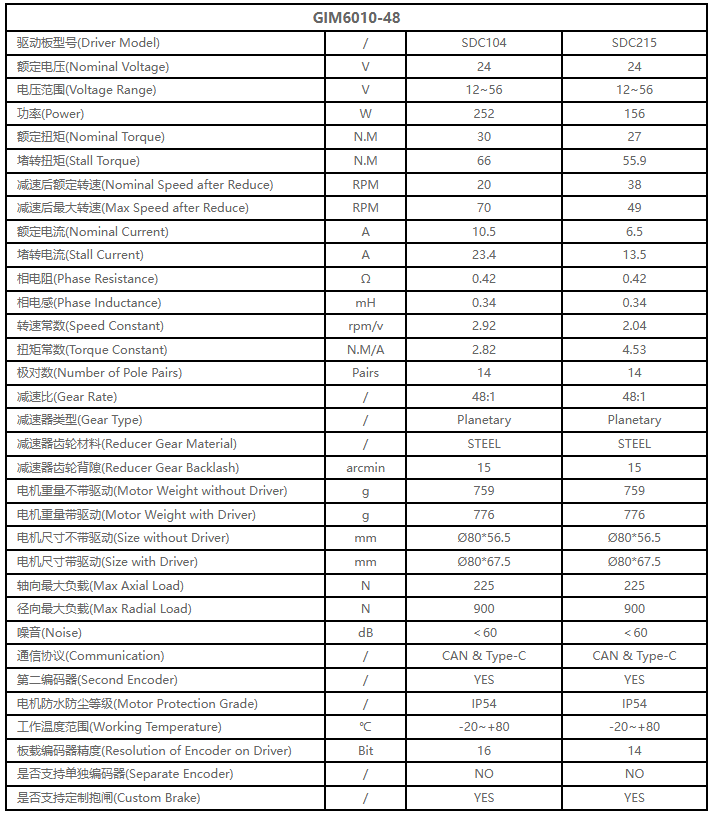 GIM6010-48
驱动板型号(Driver Model) / SDC104 SDC215
额定电压(Nominal Voltage) V 24 24
电压范围(Voltage Range) V 12~56 12~56
功率(Power) W 252 156
额定扭矩(Nominal Torque) N.M 30 27
堵转扭矩(Stall Torque) N.M 66 55.9
减速后额定转速(Nominal Speed after Reduce) RPM 20 38
减速后最大转速(Max Speed after Reduce) RPM 70 49
额定电流(Nominal Current) A 10.5 6.5
堵转电流(Stall Current) A 23.4 13.5
相电阻(Phase Resistance) Ω 0.42 0.42
相电感(Phase Inductance) mH 0.34 0.34
转速常数(Speed Constant) rpm/v 2.92 2.04
扭矩常数(Torque Constant) N.M/A 2.82 4.53
极对数(Number of Pole Pairs) Pairs 14 14
减速比(Gear Rate) / 48:1 48:1
减速器类型(Gear Type) / Planetary Planetary
减速器齿轮材料(Reducer Gear Material) / STEEL STEEL
减速器齿轮背隙(Reducer Gear Backlash) arcmin 15 15
电机重量不带驱动(Motor Weight without Driver) g 759 759
电机重量带驱动(Motor Weight with Driver) g 776 776
电机尺寸不带驱动(Size without Driver) mm Ø80*56.5 Ø80*56.5
电机尺寸带驱动(Size with Driver) mm Ø80*67.5 Ø80*67.5
轴向最大负载(Max Axial Load) N 225 225
径向最大负载(Max Radial Load) N 900 900
噪音(Noise) dB ＜60 ＜60
通信协议(Communication) / CAN & Type-C CAN & Type-C
第二编码器(Second Encoder) / YES YES
电机防水防尘等级(Motor Protection Grade) / IP54 IP54
工作温度范围(Working Temperature) ℃ -20~+80 -20~+80
板载编码器精度(Resolution of Encoder on Driver) Bit 16 14
是否支持单独编码器(Separate Encoder) / NO NO
是否支持定制抱闸(Custom Brake) / YES YES